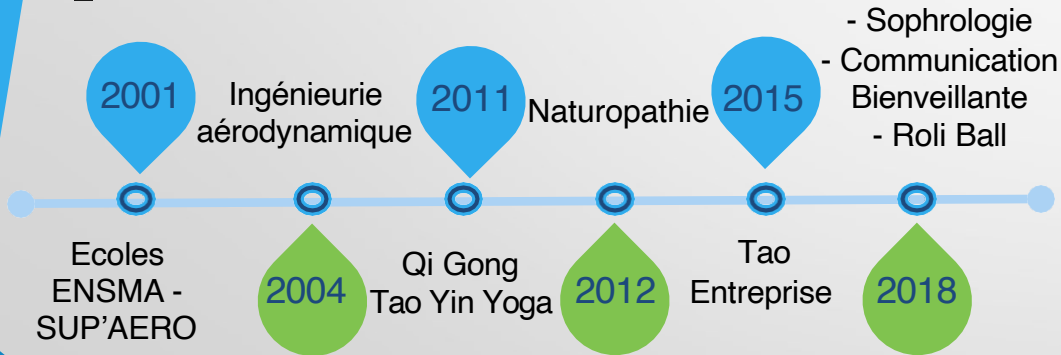 2001
Ecoles
ENSMA -
SUP'AERO
Ingénieurie
aérodynamique
2004
2011
Qi Gong
Tao Yin Yoga
Naturopathie
2012
2015
Tao
Entreprise
- Sophrologie
- Communication
Bienveillante
- Roli Ball
2018